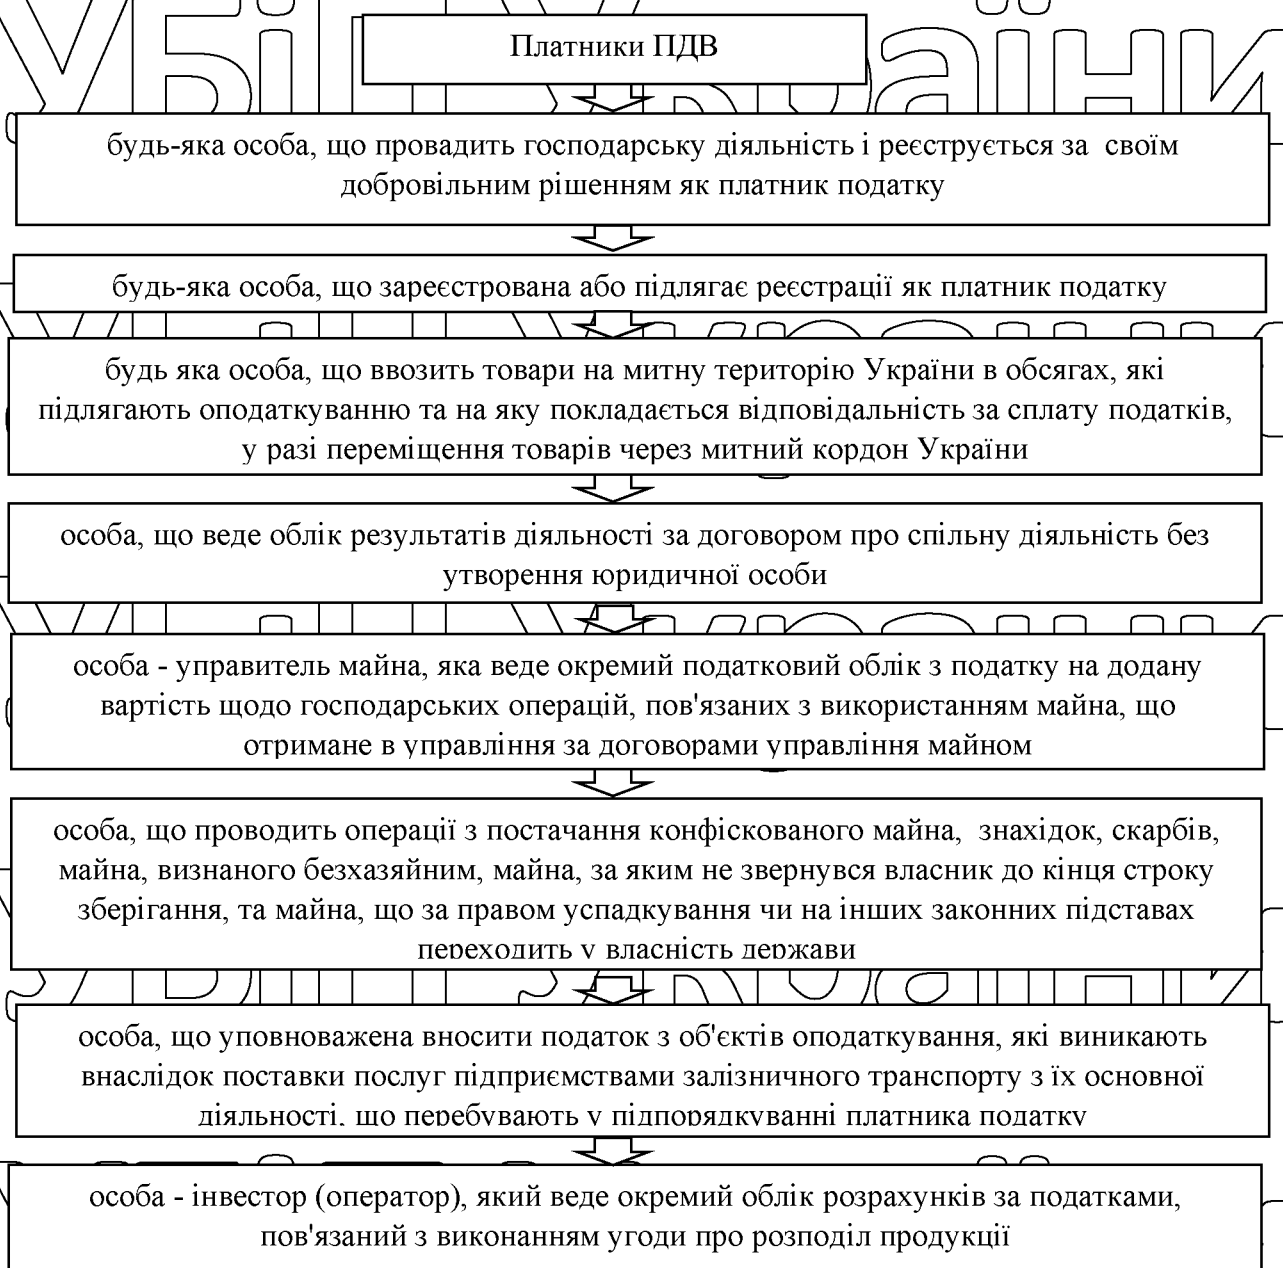 Платники ПДВ
будь-яка особа, що провадить господарську діяльність і реєструється за своїм
добровільним рішенням як платник податку
будь-яка особа, що зареєстрована або підлягає реєстрації як платник податку
будь яка особа, що ввозить товари на митну територію України в обсягах, які
підлягають оподаткуванню та на яку покладається відповідальність за сплату податків,
у разі переміщення товарів через митний кордон України
особа, що веде облік результатів діяльності за договором про спільну діяльність без
утворення юридичної особи
особа - управитель майна, яка веде окремий податковий облік з податку на додану
вартість щодо господарських операцій, пов'язаних з використанням майна, що
отримане в управління за договорами управління майном
особа, що проводить операції з постачання конфіскованого майна, знахідок, скарбів,
майна, визнаного безхазяйним, майна, за яким не звернувся власник до кінця строку
зберігання, та майна, що за правом успадкування чи на інших законних підставах
переходить у власність держави
особа, що уповноважена вносити податок з об'єктів оподаткування, які виникають
внаслідок поставки послуг підприємствами залізничного транспорту з їх основної
діяльності, що перебувають у підпорядкуванні платника податку
особа - інвестор (оператор), який веде окремий облік розрахунків за податками,
пов'язаний з виконанням угоди про розподіл продукції